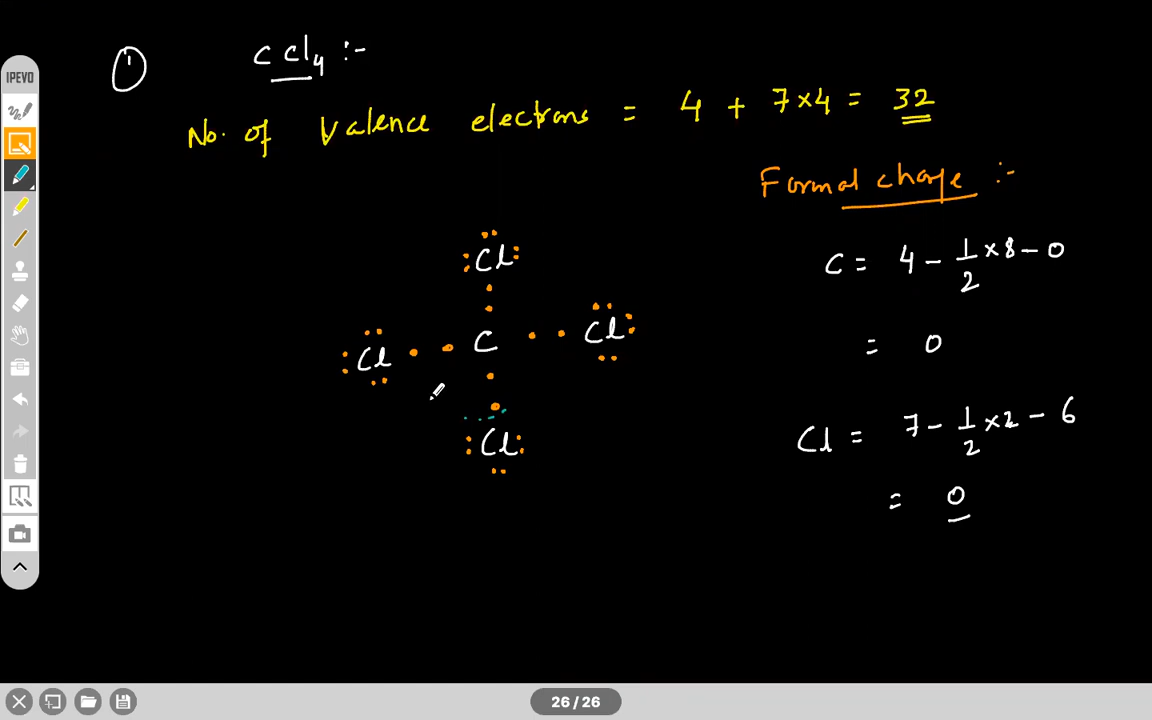 1 CCl4 :-
IPEVO
No. of Valence electrons = 4 + 7×4 = 32
Formal charge :-
:Cl:
C = 4 - 1/2 × 8 - 0
Cl C Cl:
= 0
:Cl
Cl = 7 - 1/2 × 2 - 6
:Cl:
= 0
26 / 26